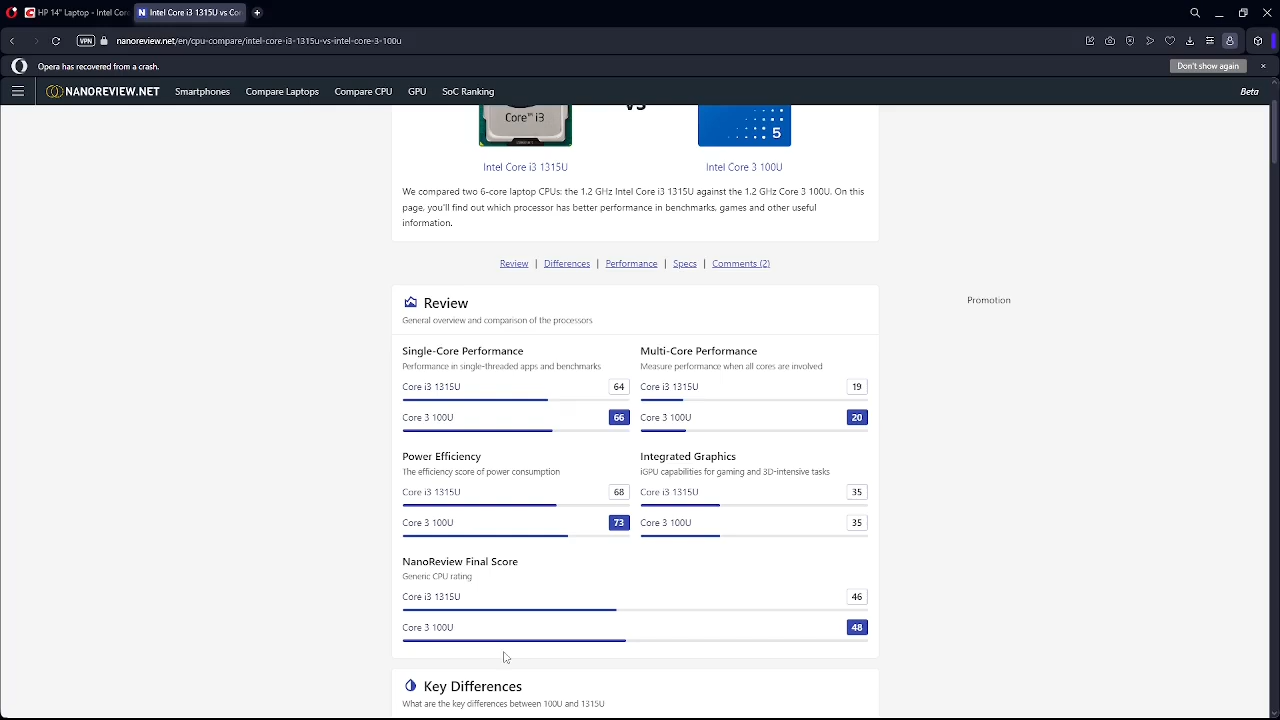 HP 14" Laptop - Intel Core
Intel Core i3 1315U vs Cor
VPN
nanoreview.net/en/cpu-compare/intel-core-i3-1315u-vs-intel-core-3-100u
Opera has recovered from a crash.
Don't show again
NANOREVIEW.NET
Smartphones
Compare Laptops
Compare CPU
GPU
SoC Ranking
Beta
vs
Core™ i3
5
Intel Core i3 1315U
Intel Core 3 100U
We compared two 6-core laptop CPUs: the 1.2 GHz Intel Core i3 1315U against the 1.2 GHz Core 3 100U. On this
page, you'll find out which processor has better performance in benchmarks, games and other useful
information.
Review | Differences | Performance | Specs | Comments (2)
Promotion
Review
General overview and comparison of the processors
Single-Core Performance
Performance in single-threaded apps and benchmarks
Core i3 1315U 64
Core 3 100U 66
Multi-Core Performance
Measure performance when all cores are involved
Core i3 1315U 19
Core 3 100U 20
Power Efficiency
The efficiency score of power consumption
Core i3 1315U 68
Core 3 100U 73
Integrated Graphics
iGPU capabilities for gaming and 3D-intensive tasks
Core i3 1315U 35
Core 3 100U 35
NanoReview Final Score
Generic CPU rating
Core i3 1315U 46
Core 3 100U 48
Key Differences
What are the key differences between 100U and 1315U